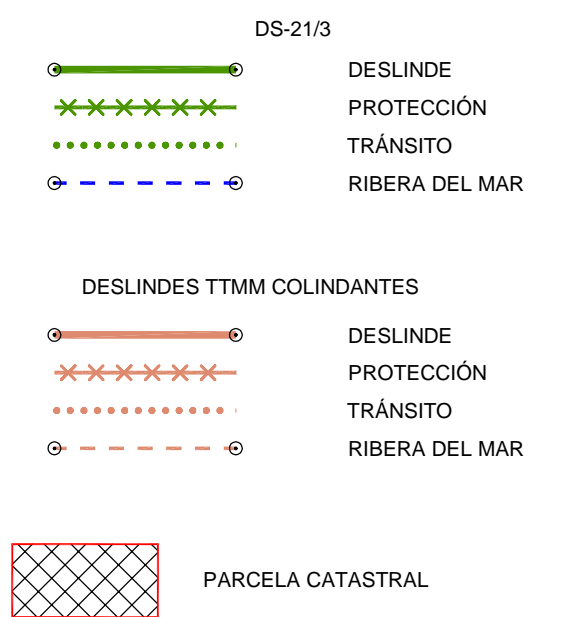 DS-21/3
DESLINDE
PROTECCIÓN
TRÁNSITO
RIBERA DEL MAR
DESLINDES TTMM COLINDANTES
DESLINDE
PROTECCIÓN
TRÁNSITO
RIBERA DEL MAR
PARCELA CATASTRAL